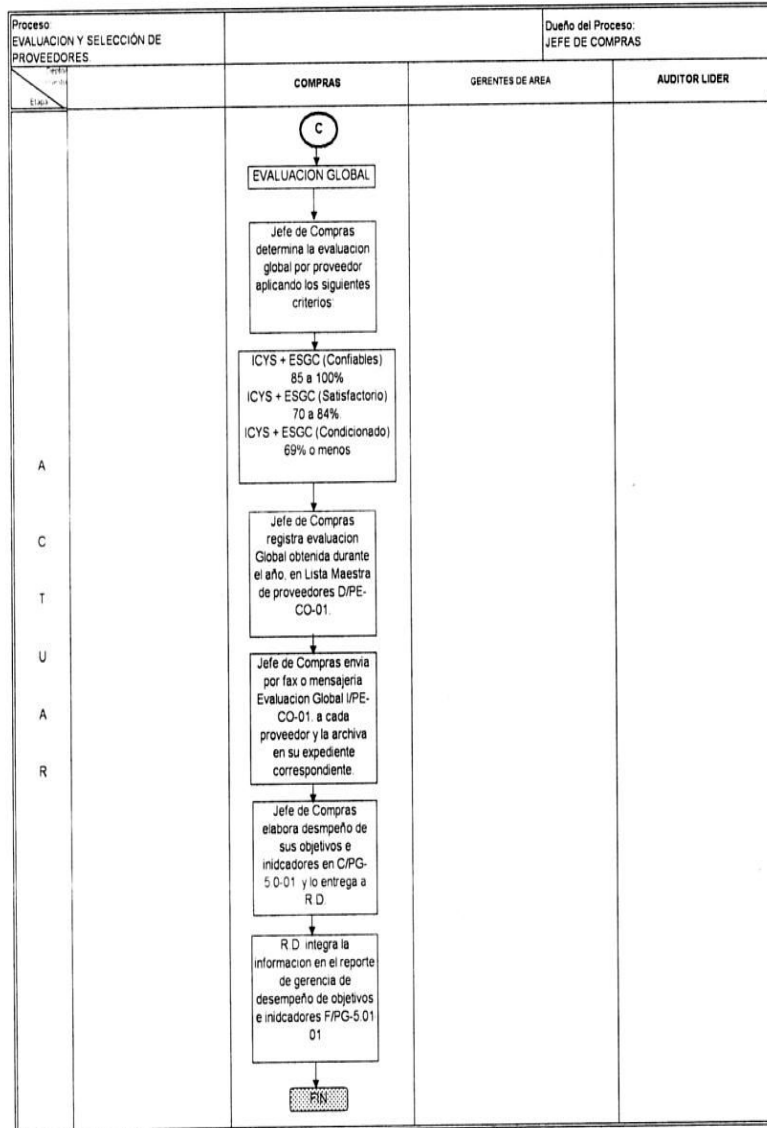 Proceso:
EVALUACION Y SELECCIÓN DE
PROVEEDORES
Dueño del Proceso:
JEFE DE COMPRAS
Etapa
COMPRAS
GERENTES DE AREA
AUDITOR LIDER
A
C
T
U
A
R
C
EVALUACION GLOBAL
Jefe de Compras
determina la evaluacion
global por proveedor
aplicando los siguientes
criterios
ICYS + ESGC (Confiables)
85 a 100%
ICYS + ESGC (Satisfactorio)
70 a 84%
ICYS + ESGC (Condicionado)
69% o menos
Jefe de Compras
registra evaluacion
Global obtenida durante
el año, en Lista Maestra
de proveedores D/PE-
CO-01.
Jefe de Compras envia
por fax o mensajeria
Evaluacion Global I/PE-
CO-01. a cada
proveedor y la archiva
en su expediente
correspondiente.
Jefe de Compras
elabora desmpeño de
sus objetivos e
inidcadores en C/PG-
5.0-01 y lo entrega a
R.D
R.D integra la
informacion en el reporte
de gerencia de
desempeño de objetivos
e inidcadores F/PG-5.01
01
FIN